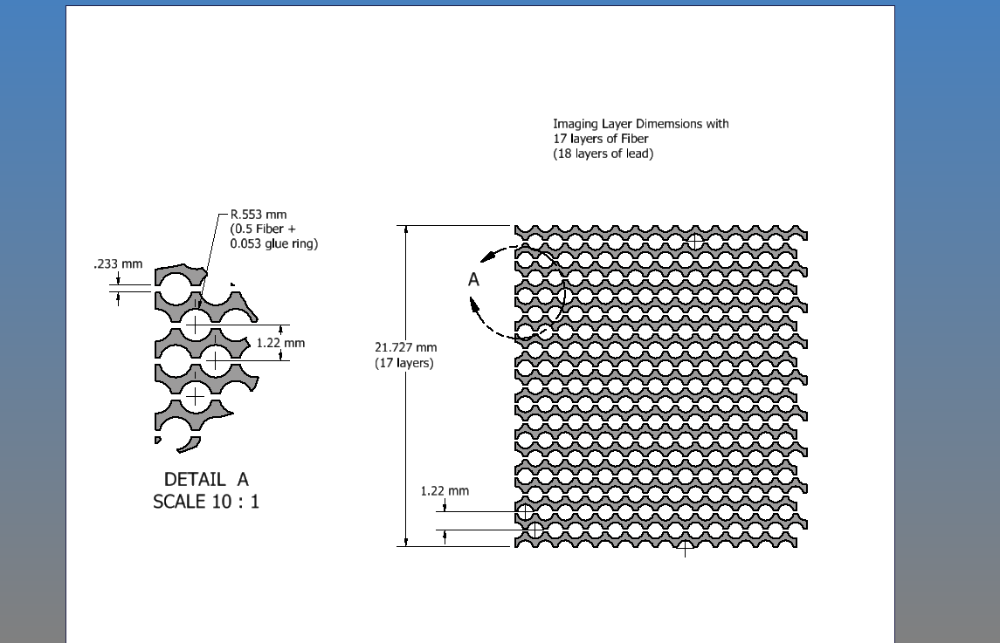 Imaging Layer Dimemsions with
17 layers of Fiber
(18 layers of lead)
R.553 mm
(0.5 Fiber +
0.053 glue ring)
.233 mm
1.22 mm
A
21.727 mm
(17 layers)
1.22 mm
DETAIL A
SCALE 10 : 1